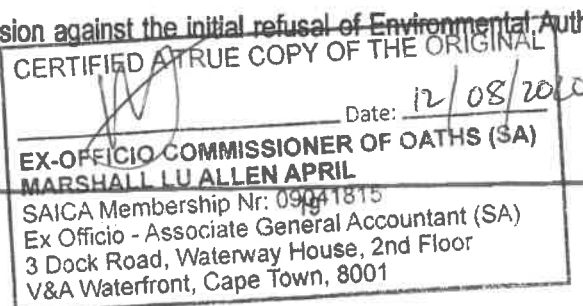 sion against the initial refusal of Environmental Auth
CERTIFIED A TRUE COPY OF THE ORIGINAL
Date: 12/08/2020
EX-OFFICIO COMMISSIONER OF OATHS (SA)
MARSHALL LU ALLEN APRIL
SAICA Membership Nr: 09041815
19
Ex Officio - Associate General Accountant (SA)
3 Dock Road, Waterway House, 2nd Floor
V&A Waterfront, Cape Town, 8001